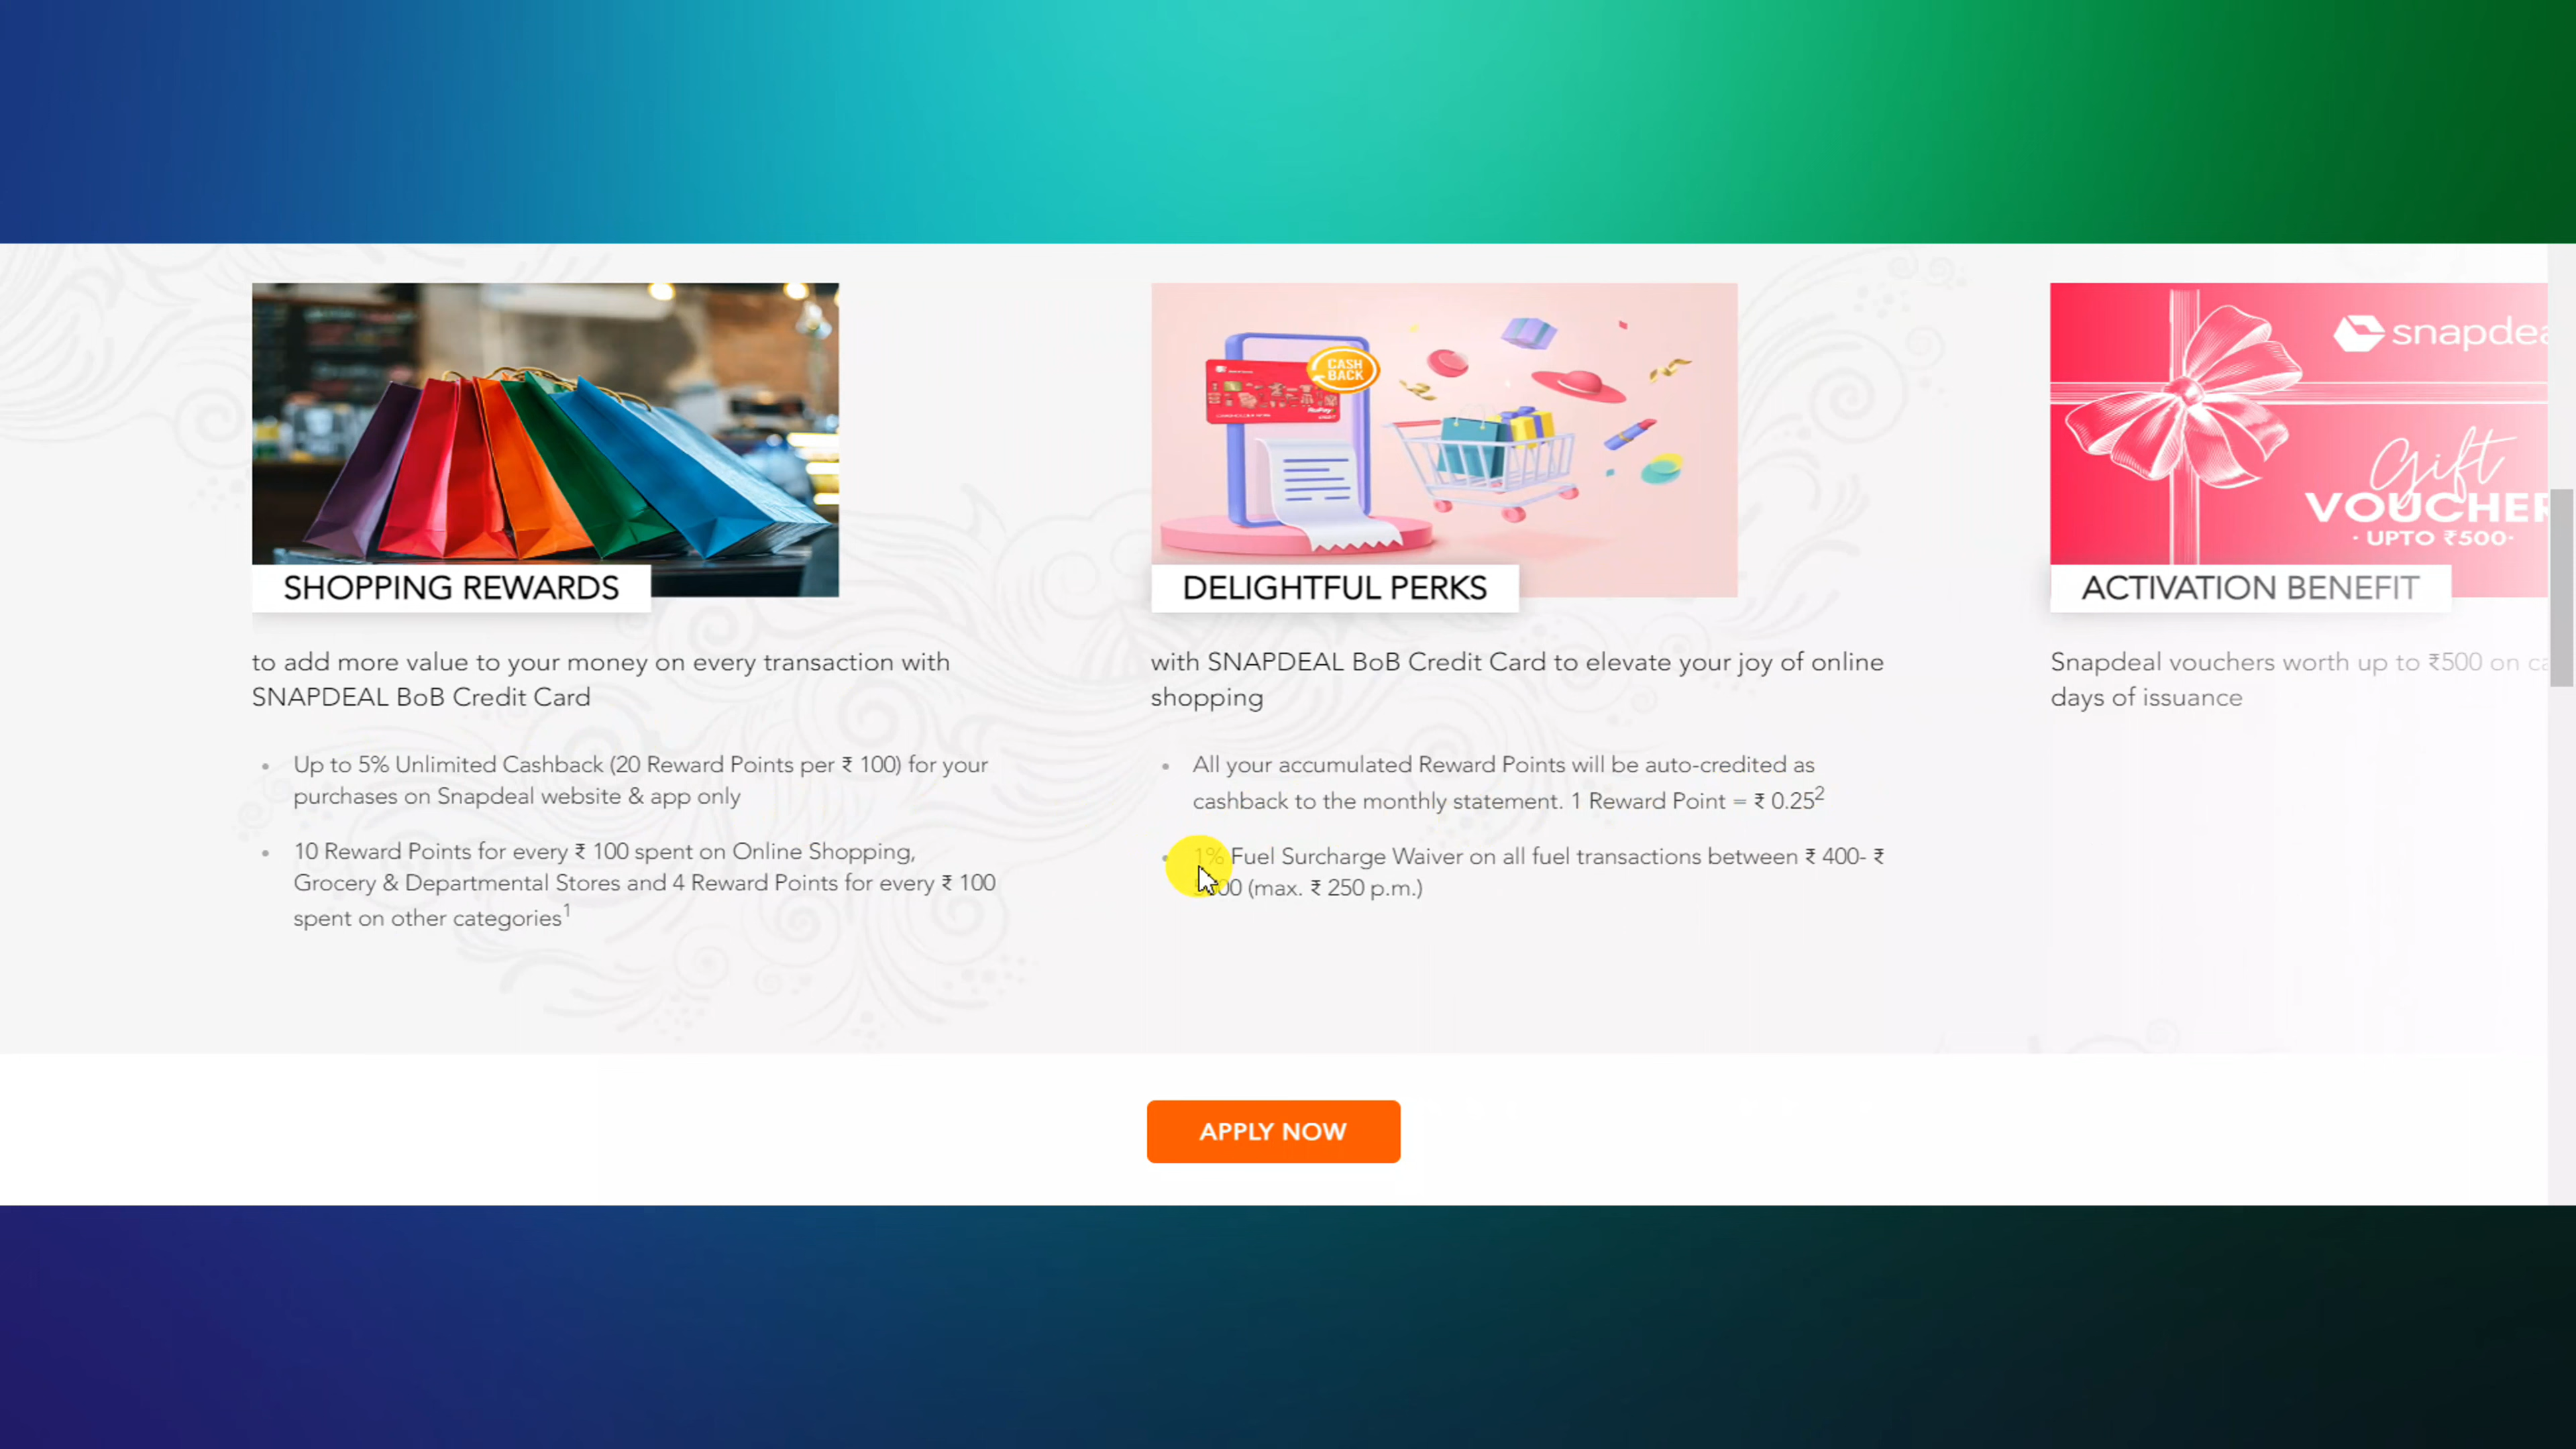 CASH
BACK
RuPay
snapdea
Gift
VOUCHER
· UPTO ₹500·
SHOPPING REWARDS
to add more value to your money on every transaction with
SNAPDEAL BoB Credit Card
• Up to 5% Unlimited Cashback (20 Reward Points per ₹ 100) for your
purchases on Snapdeal website & app only
• 10 Reward Points for every ₹ 100 spent on Online Shopping,
Grocery & Departmental Stores and 4 Reward Points for every ₹ 100
spent on other categories1
DELIGHTFUL PERKS
with SNAPDEAL BoB Credit Card to elevate your joy of online
shopping
• All your accumulated Reward Points will be auto-credited as
cashback to the monthly statement. 1 Reward Point = ₹ 0.252
• 1% Fuel Surcharge Waiver on all fuel transactions between ₹ 400- ₹
(max. ₹ 250 p.m.)
ACTIVATION BENEFIT
Snapdeal vouchers worth up to ₹500 on ca
days of issuance
APPLY NOW